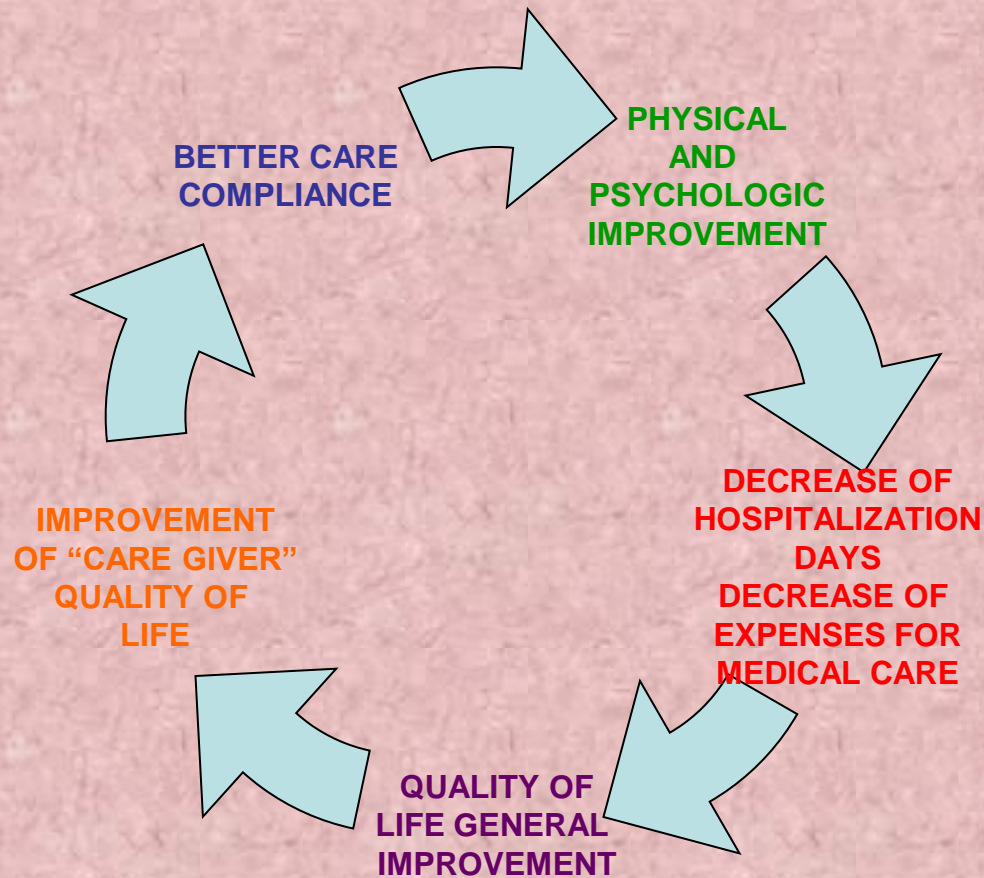 BETTER CARE
COMPLIANCE
PHYSICAL
AND
PSYCHOLOGIC
IMPROVEMENT
DECREASE OF
HOSPITALIZATION
DAYS
DECREASE OF
EXPENSES FOR
MEDICAL CARE
QUALITY OF
LIFE GENERAL
IMPROVEMENT
IMPROVEMENT
OF “CARE GIVER”
QUALITY OF
LIFE